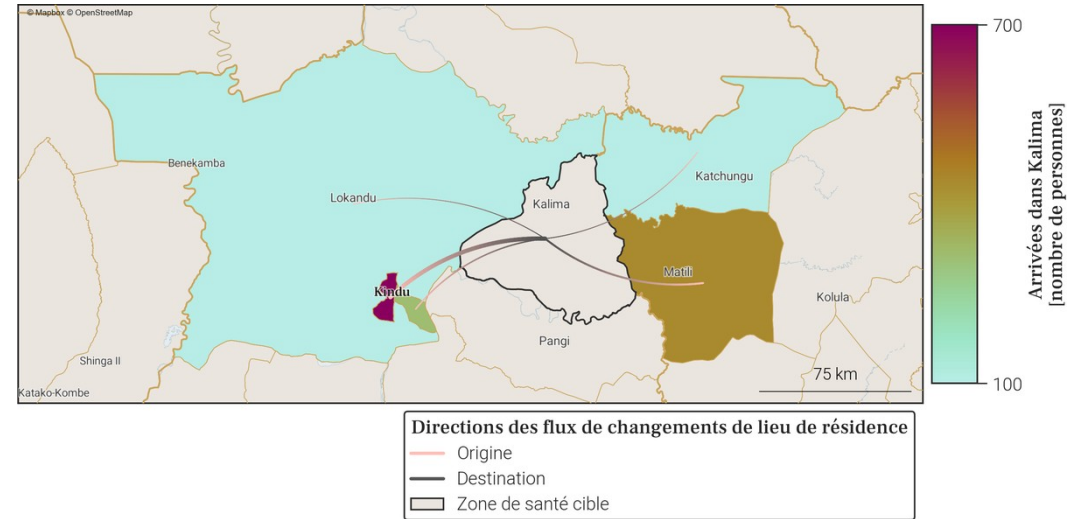 © Mapbox © OpenStreetMap
Benekamba
Lokandu
Kalima
Katchungu
Matili
Kindu
Kolula
Pangi
Shinga II
Katako-Kombe
75 km
700
100
Arrivées dans Kalima
[nombre de personnes]
Directions des flux de changements de lieu de résidence
Origine
Destination
Zone de santé cible